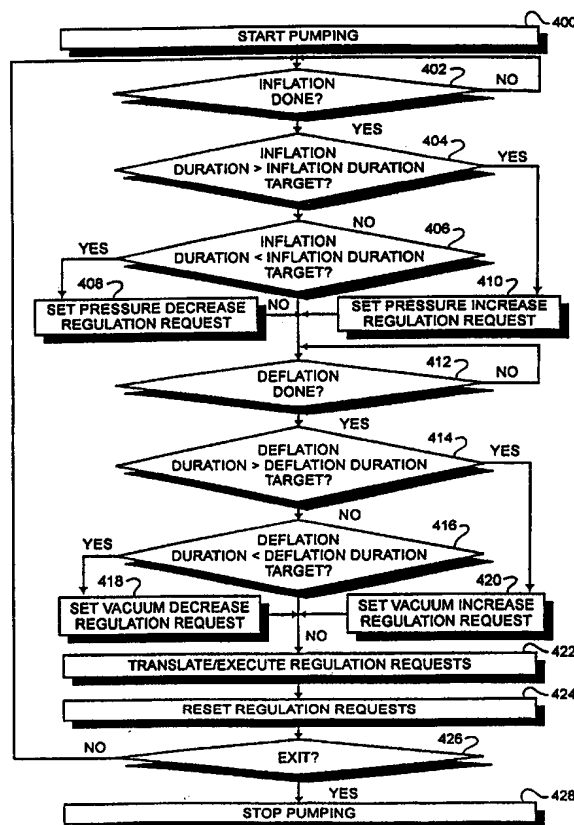 400
START PUMPING
402
INFLATION
DONE?
NO
YES
404
INFLATION
DURATION > INFLATION DURATION
TARGET?
YES
NO
406
INFLATION
DURATION < INFLATION DURATION
TARGET?
YES
408
SET PRESSURE DECREASE
REGULATION REQUEST
NO
410
SET PRESSURE INCREASE
REGULATION REQUEST
412
DEFLATION
DONE?
NO
YES
414
DEFLATION
DURATION > DEFLATION DURATION
TARGET?
YES
NO
416
DEFLATION
DURATION < DEFLATION DURATION
TARGET?
YES
418
SET VACUUM DECREASE
REGULATION REQUEST
420
SET VACUUM INCREASE
REGULATION REQUEST
NO
422
TRANSLATE/EXECUTE REGULATION REQUESTS
424
RESET REGULATION REQUESTS
NO
426
EXIT?
YES
428
STOP PUMPING